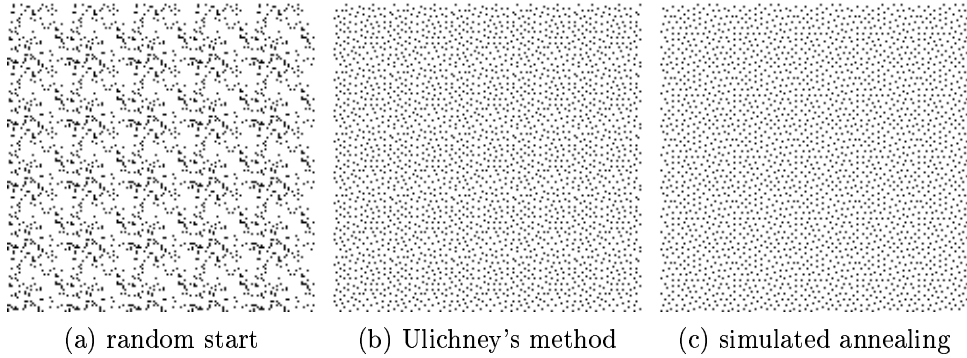 (a) random start
(b) Ulichney's method
(c) simulated annealing